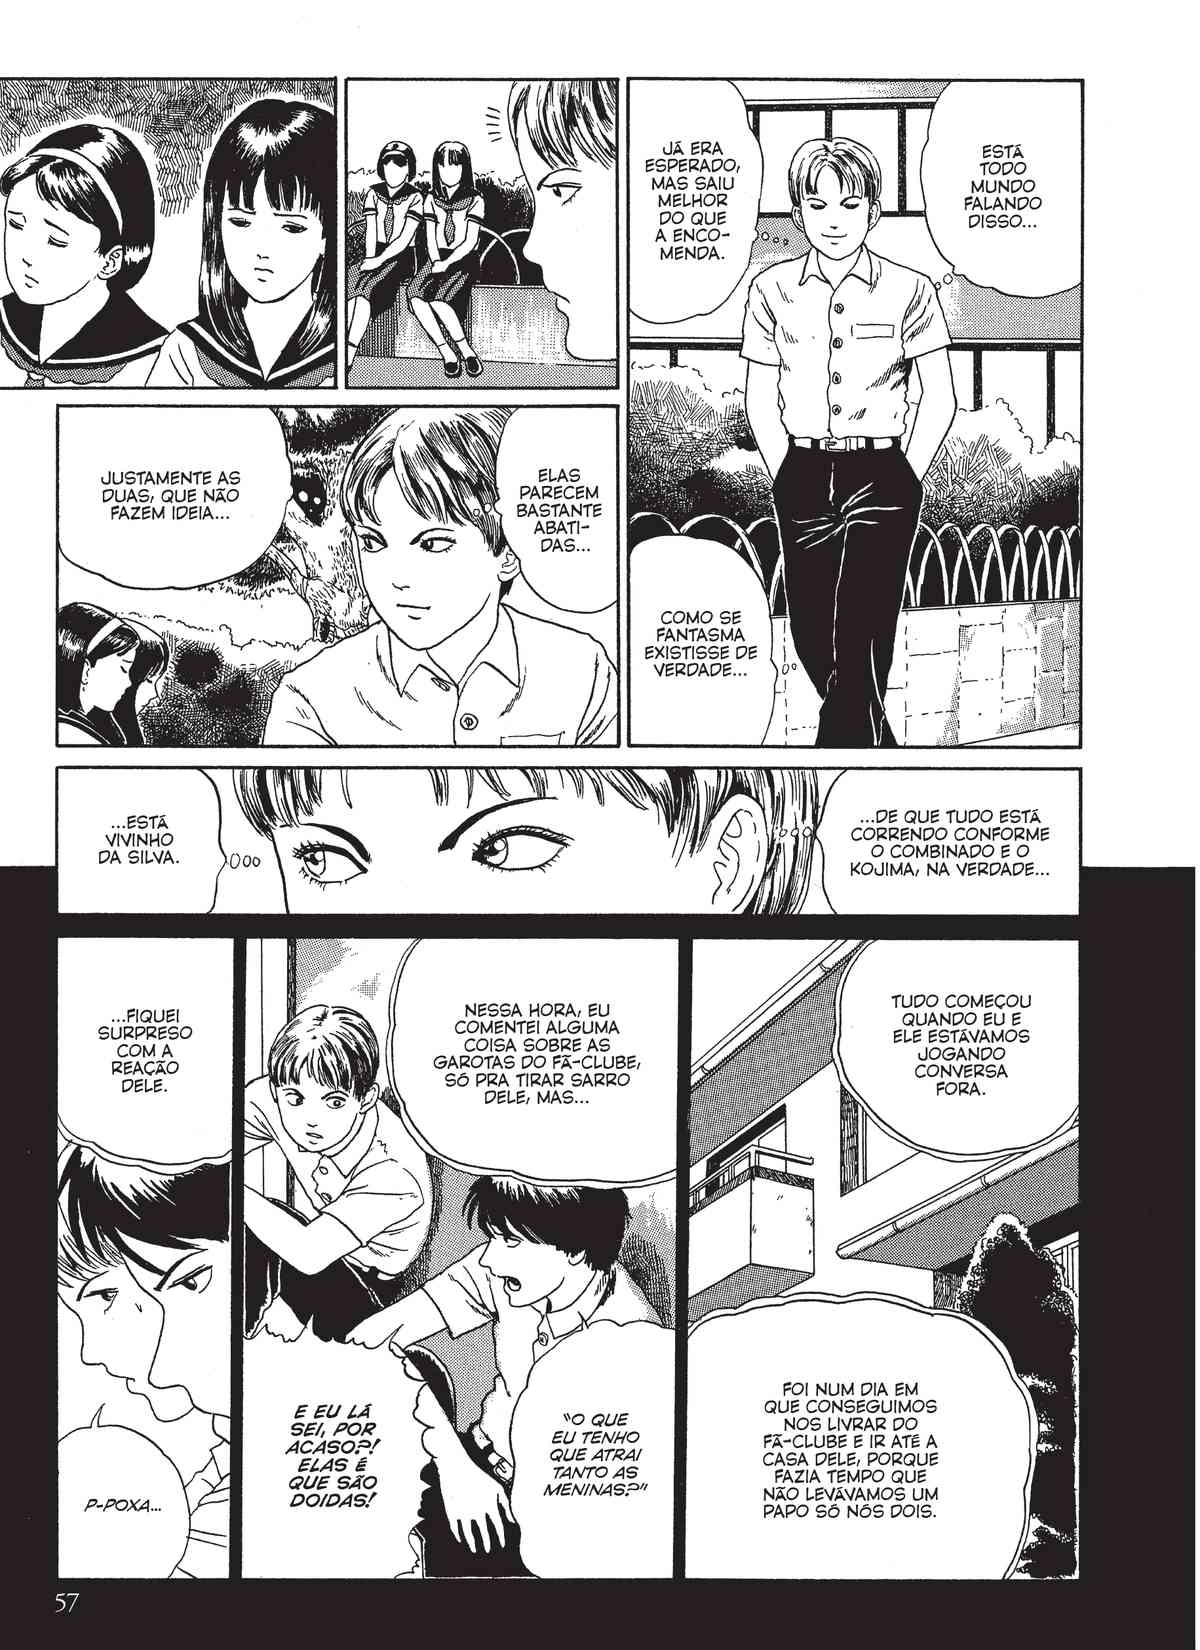 ESTÁ
TODO
MUNDO
FALANDO
DISSO...
JÁ ERA
ESPERADO,
MAS SAIU
MELHOR
DO QUE
A ENCO-
MENDA.
COMO SE
FANTASMA
EXISTISSE DE
VERDADE...
ELAS
PARECEM
BASTANTE
ABATI-
DAS...
JUSTAMENTE AS
DUAS, QUE NÃO
FAZEM IDEIA...
...DE QUE TUDO ESTÁ
CORRENDO CONFORME
O COMBINADO E O
KOJIMA, NA VERDADE...
...ESTÁ
VIVINHO
DA SILVA.
TUDO COMEÇOU
QUANDO EU E
ELE ESTÁVAMOS
JOGANDO
CONVERSA
FORA.
FOI NUM DIA EM
QUE CONSEGUIMOS
NOS LIVRAR DO
FÃ-CLUBE E IR ATÉ A
CASA DELE, PORQUE
FAZIA TEMPO QUE
NÃO LEVÁVAMOS UM
PAPO SÓ NÓS DOIS.
NESSA HORA, EU
COMENTEI ALGUMA
COISA SOBRE AS
GAROTAS DO FÃ-CLUBE,
SÓ PRA TIRAR SARRO
DELE, MAS...
"O QUE
EU TENHO
QUE ATRAI
TANTO AS
MENINAS?"
E EU LÁ
SEI, POR
ACASO?!
ELAS É
QUE SÃO
DOIDAS!
...FIQUEI
SURPRESO
COM A
REAÇÃO
DELE.
P-POXA...
57